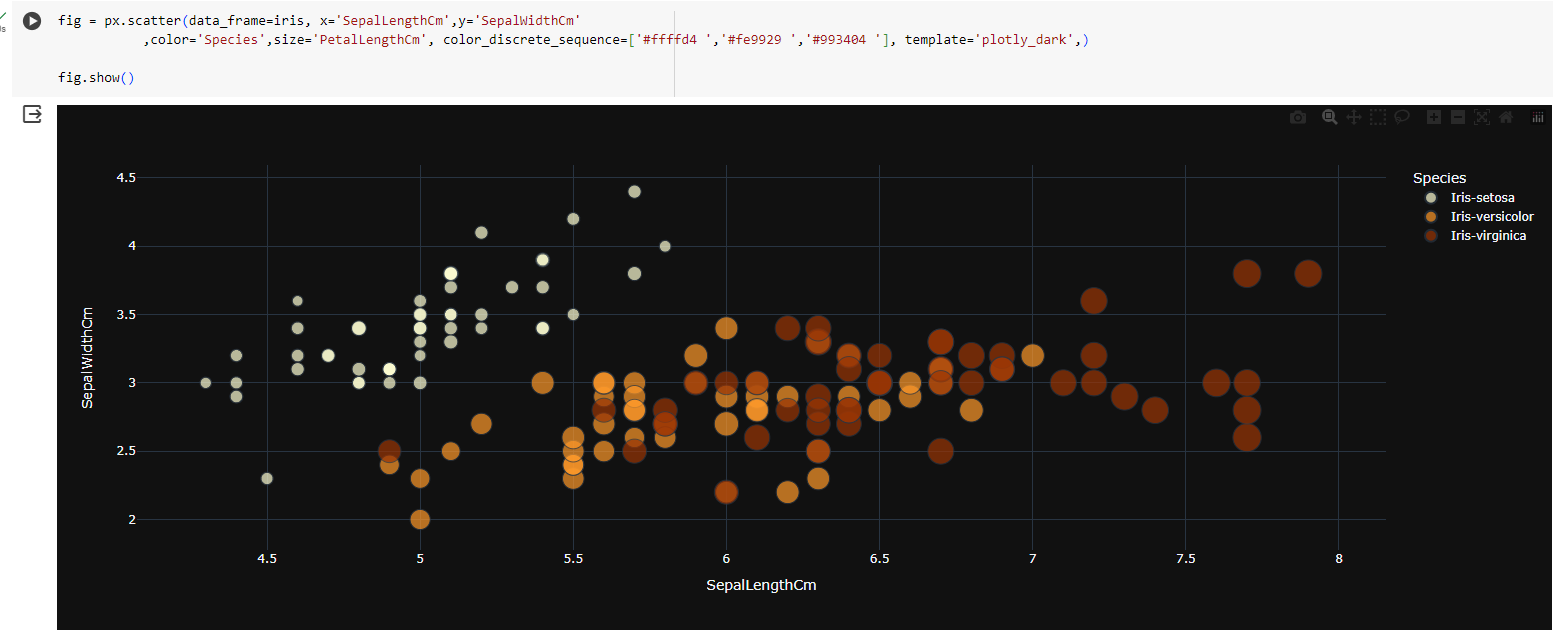 fig = px.scatter(data_frame=iris, x='SepalLengthCm',y='SepalWidthCm'
,color='Species',size='PetalLengthCm', color_discrete_sequence=['#ffffd4 ','#fe9929 ','#993404 '], template='plotly_dark',)
fig.show()
Species
Iris-setosa
Iris-versicolor
Iris-virginica
SepalWidthCm
4.5
4
3.5
3
2.5
2
4.5 5 5.5 6 6.5 7 7.5 8
SepalLengthCm